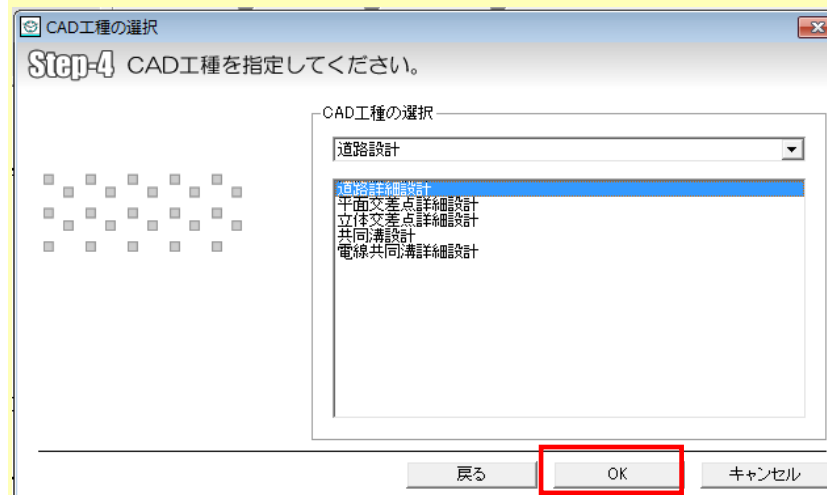 CAD工種の選択
Step-4 CAD工種を指定してください。
CAD工種の選択
道路設計
道路詳細設計
平面交差点詳細設計
立体交差点詳細設計
共同溝設計
電線共同溝詳細設計
戻る
OK
キャンセル